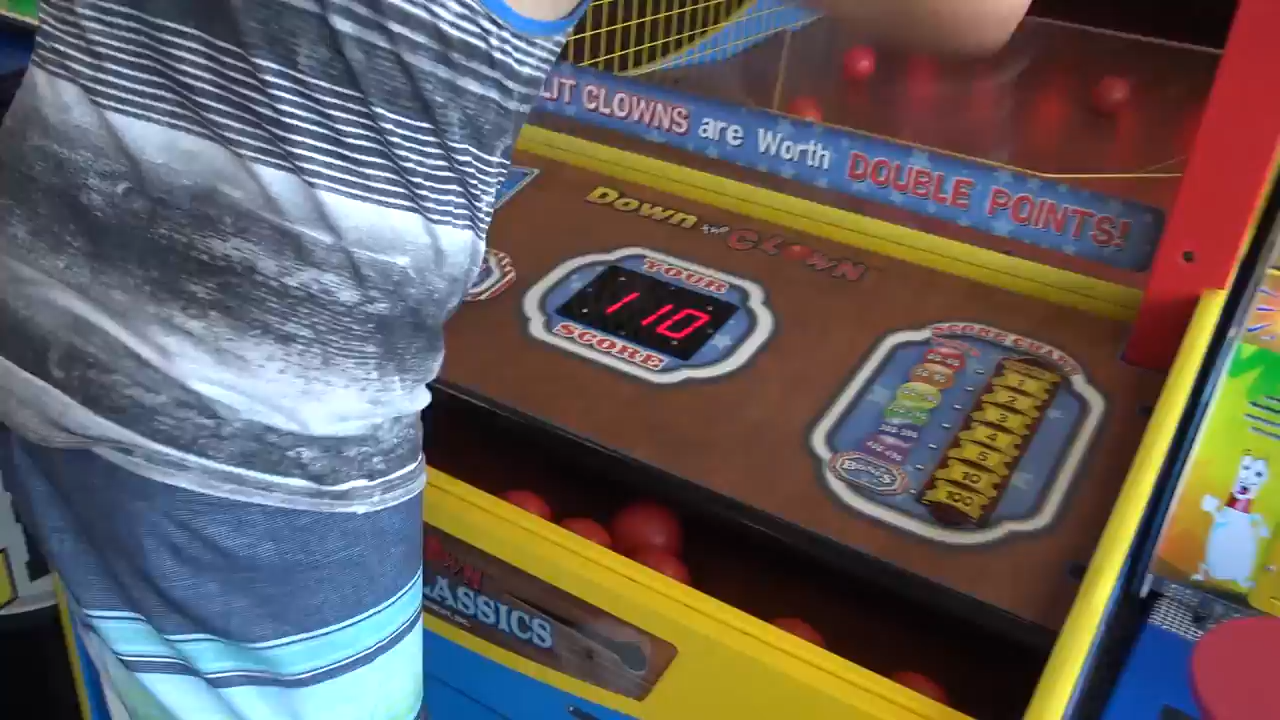 LIT CLOWNS are Worth DOUBLE POINTS!
Down the CLOWN
YOUR
110
SCORE
SCORE CHART
1
2
3
4
5
10
100
BONUS
LASSICS